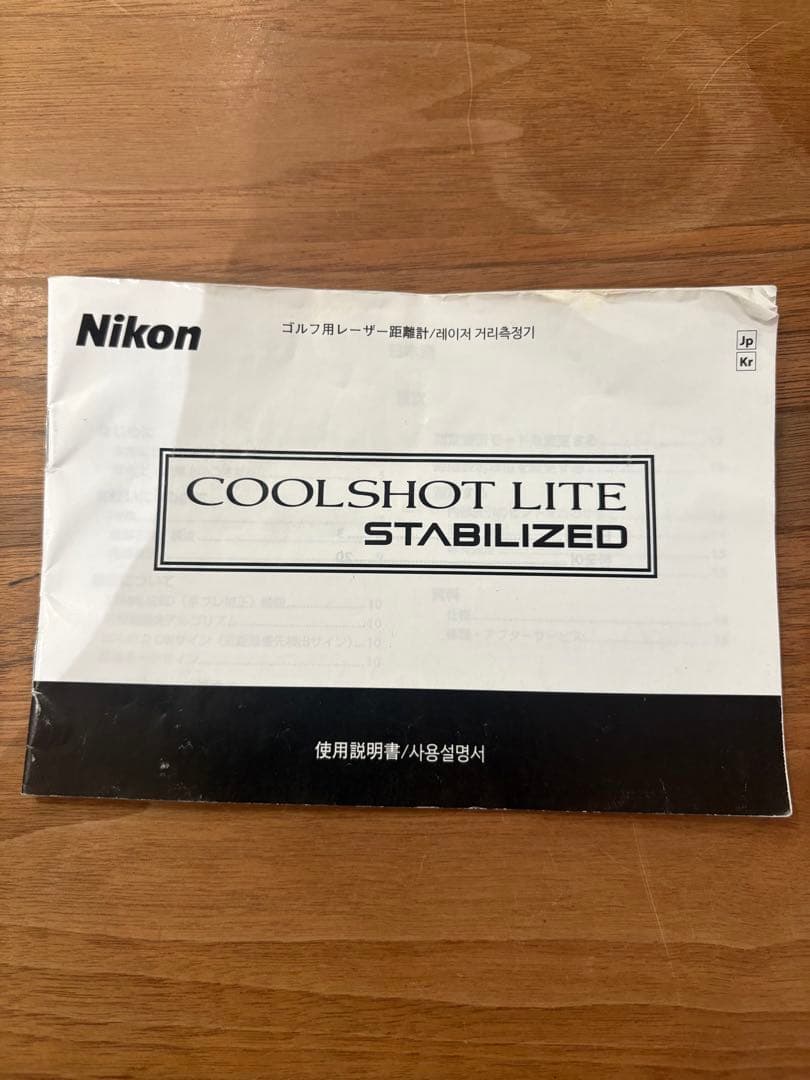 Nikon
ゴルフ用レーザー距離計/레이저 거리측정기
Jp
Kr
COOLSHOT LITE
STABILIZED
使用説明書/사용설명서